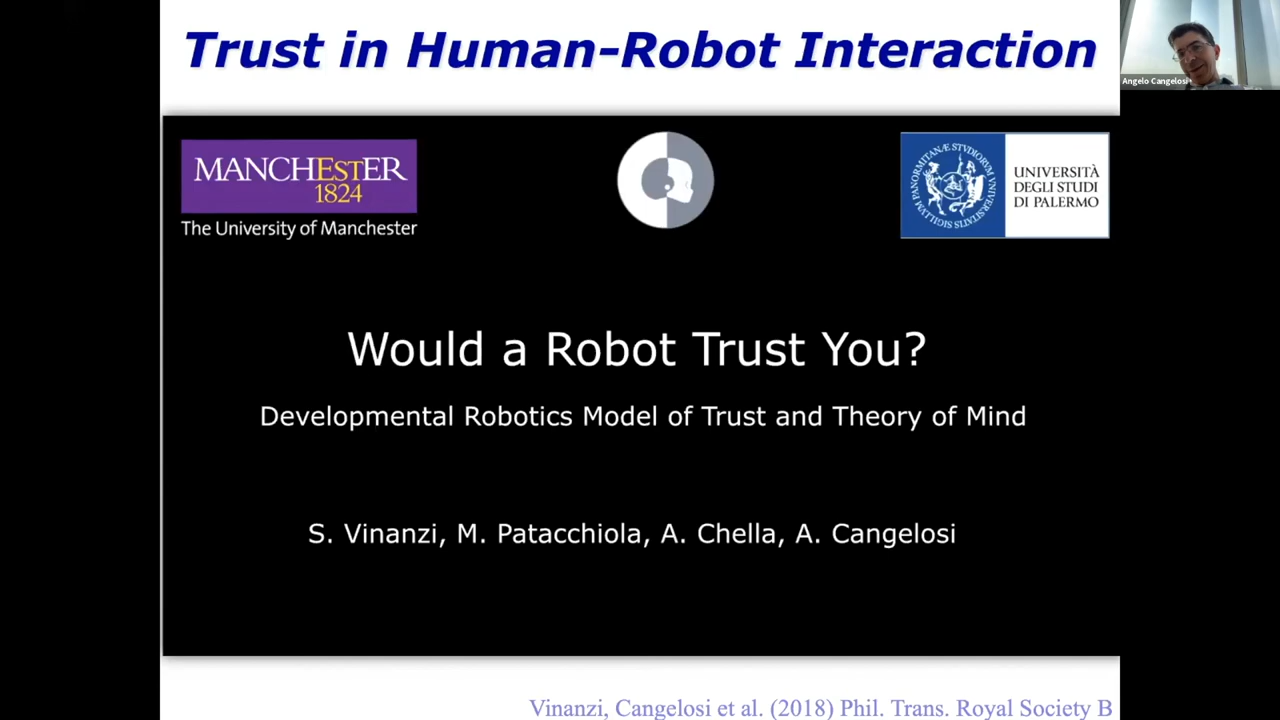 Trust in Human-Robot Interaction
Angelo Cangelosi
MANCHESTER
1824
The University of Manchester
UNIVERSITÀ
DEGLI STUDI
DI PALERMO
Would a Robot Trust You?
Developmental Robotics Model of Trust and Theory of Mind
S. Vinanzi, M. Patacchiola, A. Chella, A. Cangelosi
Vinanzi, Cangelosi et al. (2018) Phil. Trans. Royal Society B